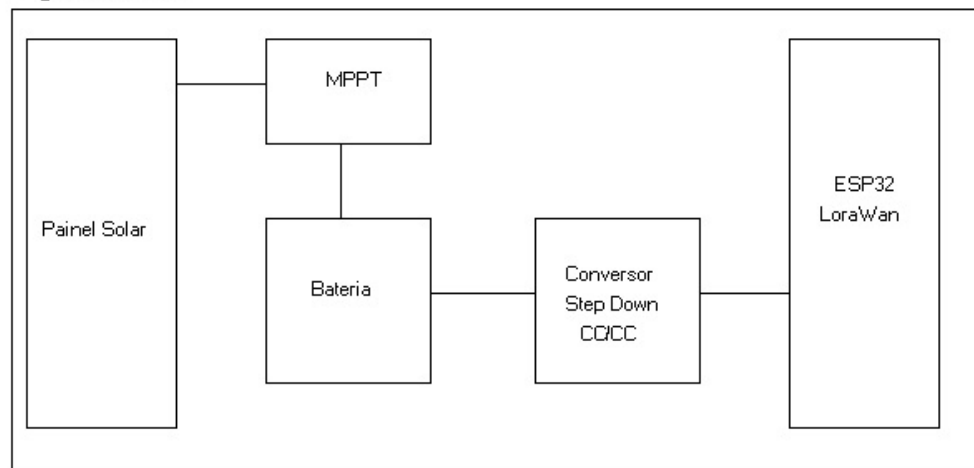 MPPT
Painel Solar
Bateria
Conversor
Step Down
CC/CC
ESP32
LoraWan